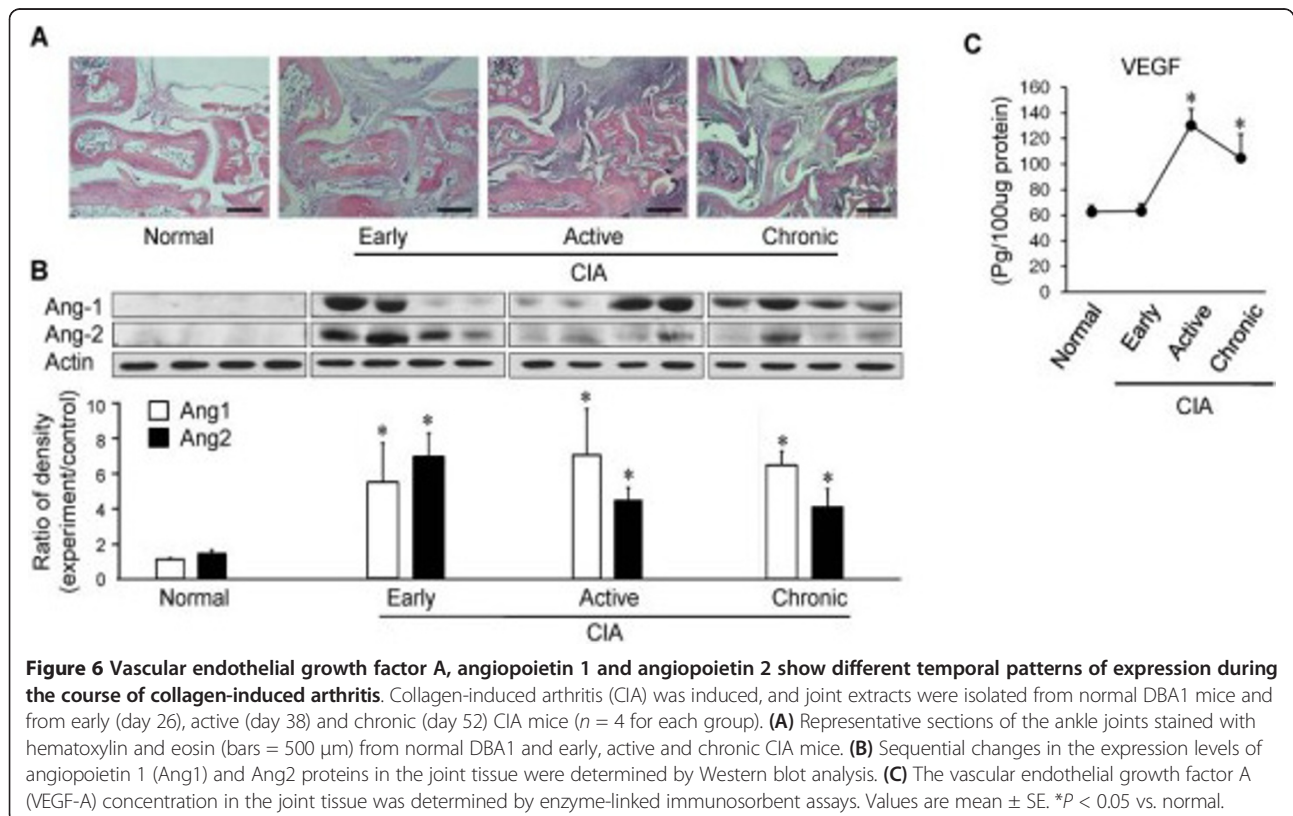 A
Normal
Early
Active
Chronic
CIA
B
Ang-1
Ang-2
Actin
Ratio of density
(experiment/control)
10
8
6
4
2
0
Ang1
Ang2
* * * * * *
Normal
Early
Active
Chronic
CIA
C
VEGF
(Pg/100ug protein)
160
140
120
100
80
60
40
20
0
* *
Normal
Early
Active
Chronic
CIA
Figure 6 Vascular endothelial growth factor A, angiopoietin 1 and angiopoietin 2 show different temporal patterns of expression during
the course of collagen-induced arthritis. Collagen-induced arthritis (CIA) was induced, and joint extracts were isolated from normal DBA1 mice and
from early (day 26), active (day 38) and chronic (day 52) CIA mice (n = 4 for each group). (A) Representative sections of the ankle joints stained with
hematoxylin and eosin (bars = 500 μm) from normal DBA1 and early, active and chronic CIA mice. (B) Sequential changes in the expression levels of
angiopoietin 1 (Ang1) and Ang2 proteins in the joint tissue were determined by Western blot analysis. (C) The vascular endothelial growth factor A
(VEGF-A) concentration in the joint tissue was determined by enzyme-linked immunosorbent assays. Values are mean ± SE. *P < 0.05 vs. normal.